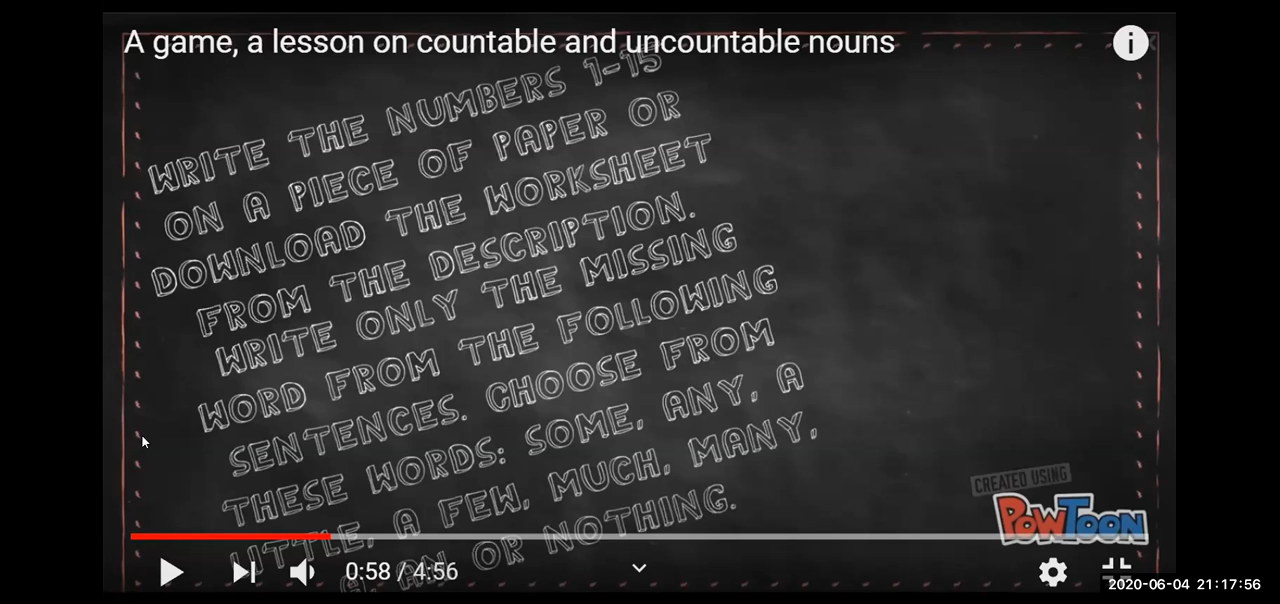 A game, a lesson on countable and uncountable nouns
WRITE THE NUMBERS 1-15
ON A PIECE OF PAPER OR
DOWNLOAD THE WORKSHEET
FROM THE DESCRIPTION.
WRITE ONLY THE MISSING
WORD FROM THE FOLLOWING
SENTENCES. CHOOSE FROM
THESE WORDS: SOME, ANY, A
LITTLE, A FEW, MUCH, MANY,
A, AN OR NOTHING.
CREATED USING
POWTOON
0:58 / 4:56
2020-06-04 21:17:56